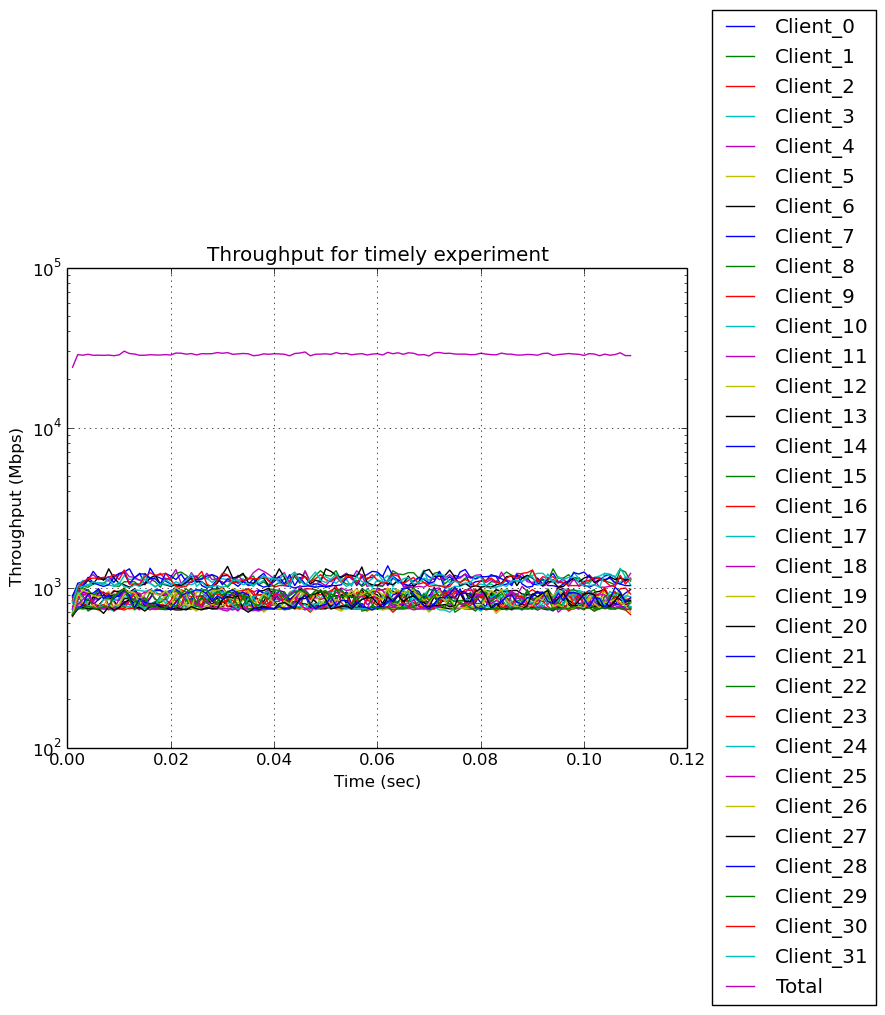 Throughput for timely experiment
Throughput (Mbps)
10^5
10^4
10^3
10^2
0.00 0.02 0.04 0.06 0.08 0.10 0.12
Time (sec)
Client_0
Client_1
Client_2
Client_3
Client_4
Client_5
Client_6
Client_7
Client_8
Client_9
Client_10
Client_11
Client_12
Client_13
Client_14
Client_15
Client_16
Client_17
Client_18
Client_19
Client_20
Client_21
Client_22
Client_23
Client_24
Client_25
Client_26
Client_27
Client_28
Client_29
Client_30
Client_31
Total